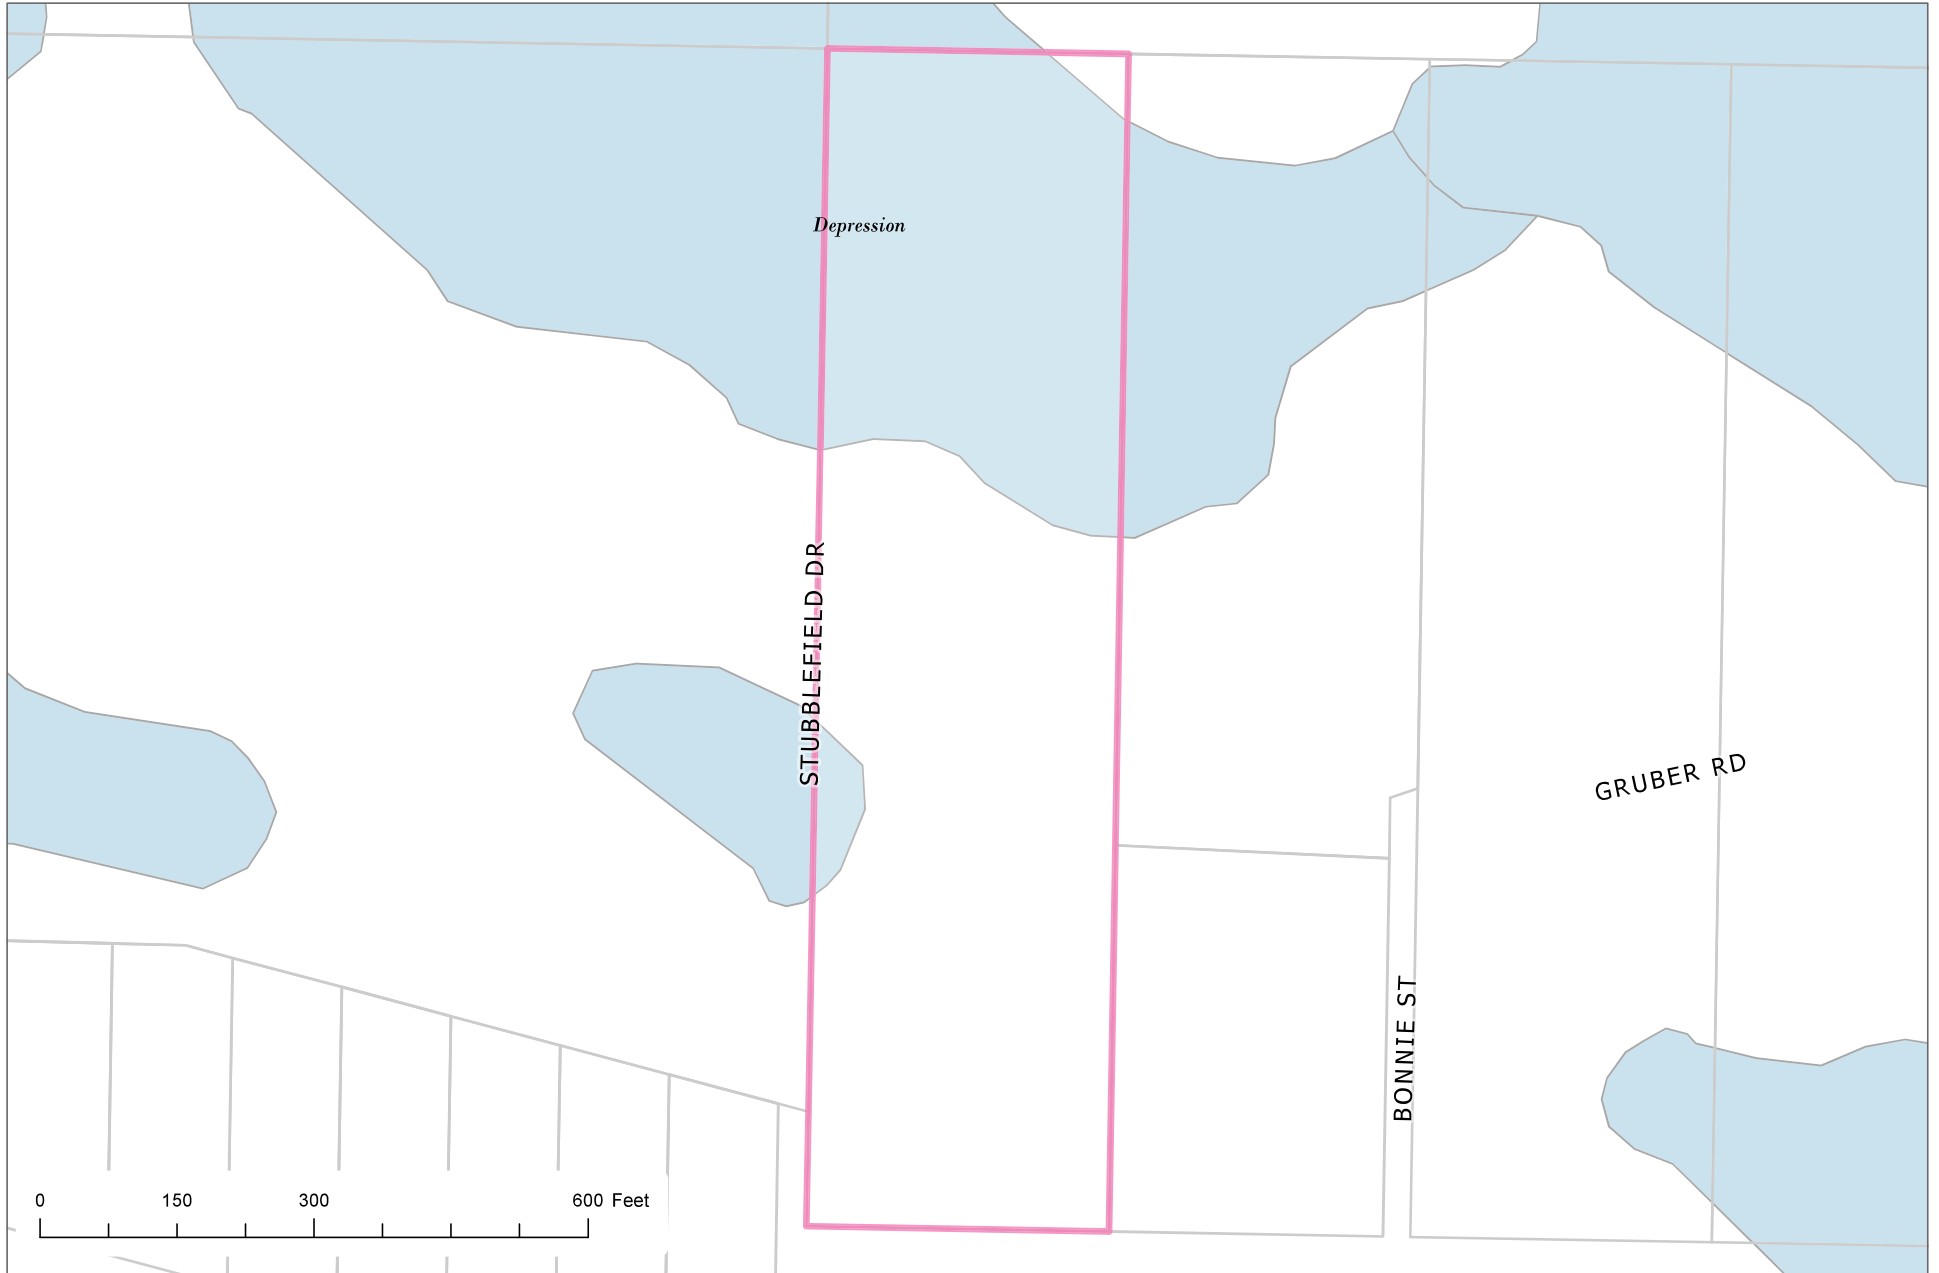 Depression
STUBBLEFIELD DR
GRUBER RD
BONNIE ST
0 150 300 600 Feet